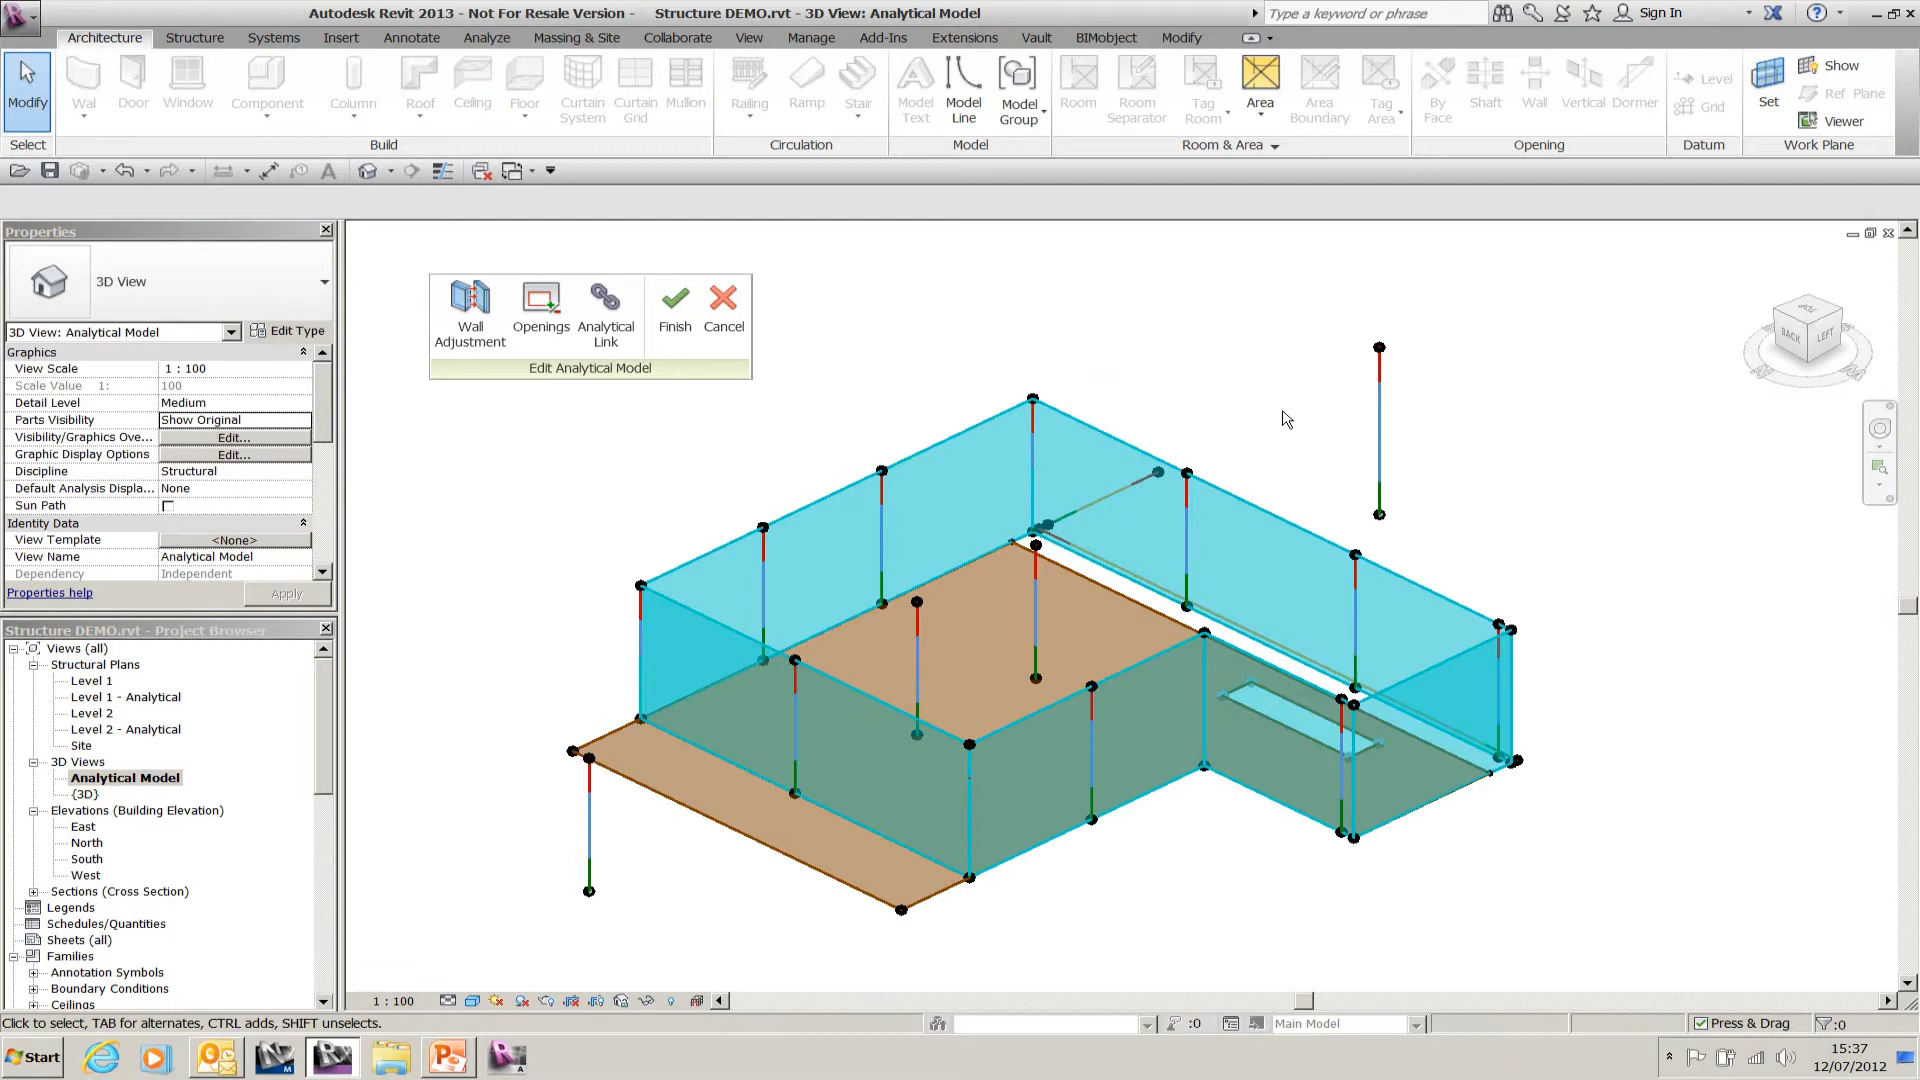 Autodesk Revit 2013 - Not For Resale Version - Structure DEMO.rvt - 3D View: Analytical Model
Type a keyword or phrase
Sign In
Architecture Structure Systems Insert Annotate Analyze Massing & Site Collaborate View Manage Add-Ins Extensions Vault BIMobject Modify
Modify Wall Door Window Component Column Roof Ceiling Floor Curtain System Curtain Grid Mullion Railing Ramp Stair Model Text Model Line Model Group Room Room Separator Tag Room Area Area Boundary Tag Area By Face Shaft Wall Vertical Dormer Level Grid Set Show Ref Plane Viewer
Select Build Circulation Model Room & Area Opening Datum Work Plane
Properties
3D View
3D View: Analytical Model Edit Type
Graphics
View Scale 1 : 100
Scale Value 1: 100
Detail Level Medium
Parts Visibility Show Original
Visibility/Graphics Ove... Edit...
Graphic Display Options Edit...
Discipline Structural
Default Analysis Displa... None
Sun Path
Identity Data
View Template <None>
View Name Analytical Model
Dependency Independent
Properties help Apply
Structure DEMO.rvt - Project Browser
Views (all)
Structural Plans
Level 1
Level 1 - Analytical
Level 2
Level 2 - Analytical
Site
3D Views
Analytical Model
{3D}
Elevations (Building Elevation)
East
North
South
West
Sections (Cross Section)
Legends
Schedules/Quantities
Sheets (all)
Families
Annotation Symbols
Boundary Conditions
Ceilings
Wall Adjustment Openings Analytical Link Finish Cancel
Edit Analytical Model
TOP
BACK
LEFT
1 : 100
Click to select, TAB for alternates, CTRL adds, SHIFT unselects.
:0
Main Model
Press & Drag
:0
Start
15:37
12/07/2012